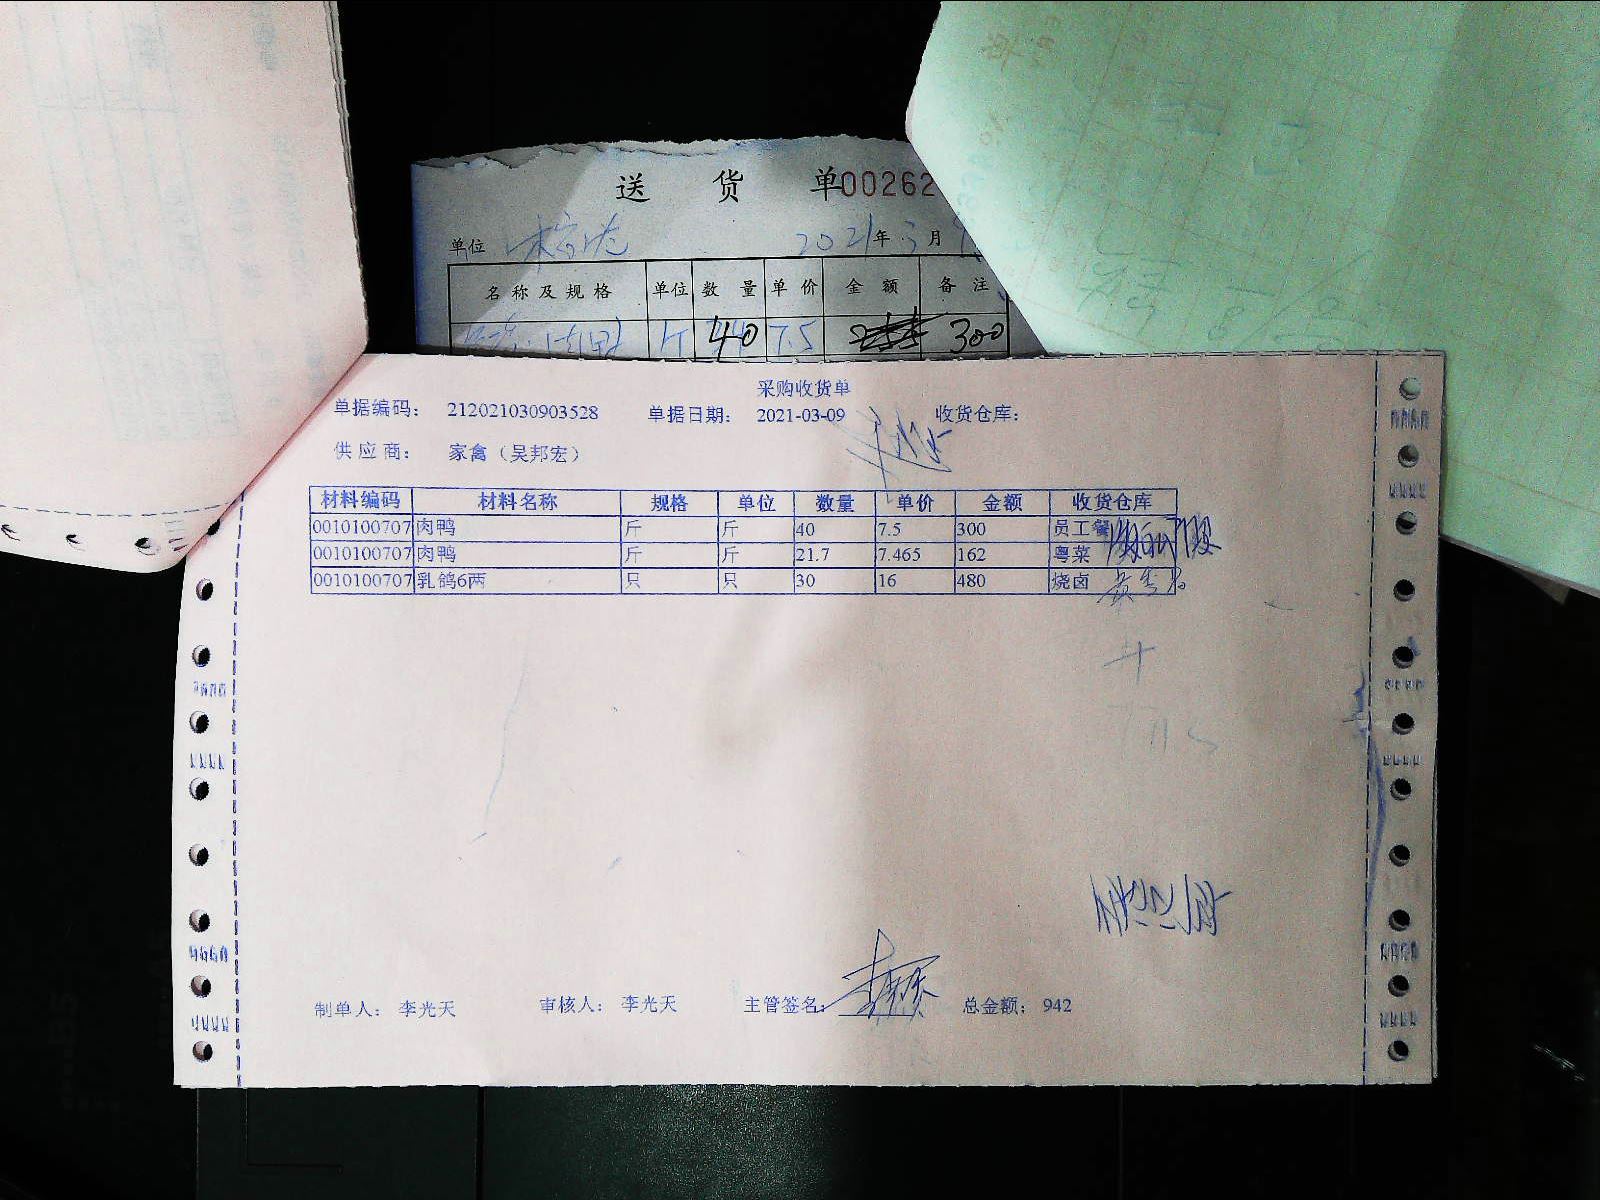 送 货 单 00262
单位 2021年3月
名称及规格 单位 数量 单价 金额 备注
斤 40 7.5 300
采购收货单
单据编码： 212021030903528 单据日期： 2021-03-09 收货仓库：
供应商： 家禽（吴邦宏）
材料编码 材料名称 规格 单位 数量 单价 金额 收货仓库
0010100707 肉鸭 斤 斤 40 7.5 300 员工餐
0010100707 肉鸭 斤 斤 21.7 7.465 162 粤菜
0010100707 乳鸽6两 只 只 30 16 480 烧卤
制单人： 李光天 审核人： 李光天 主管签名： 总金额： 942